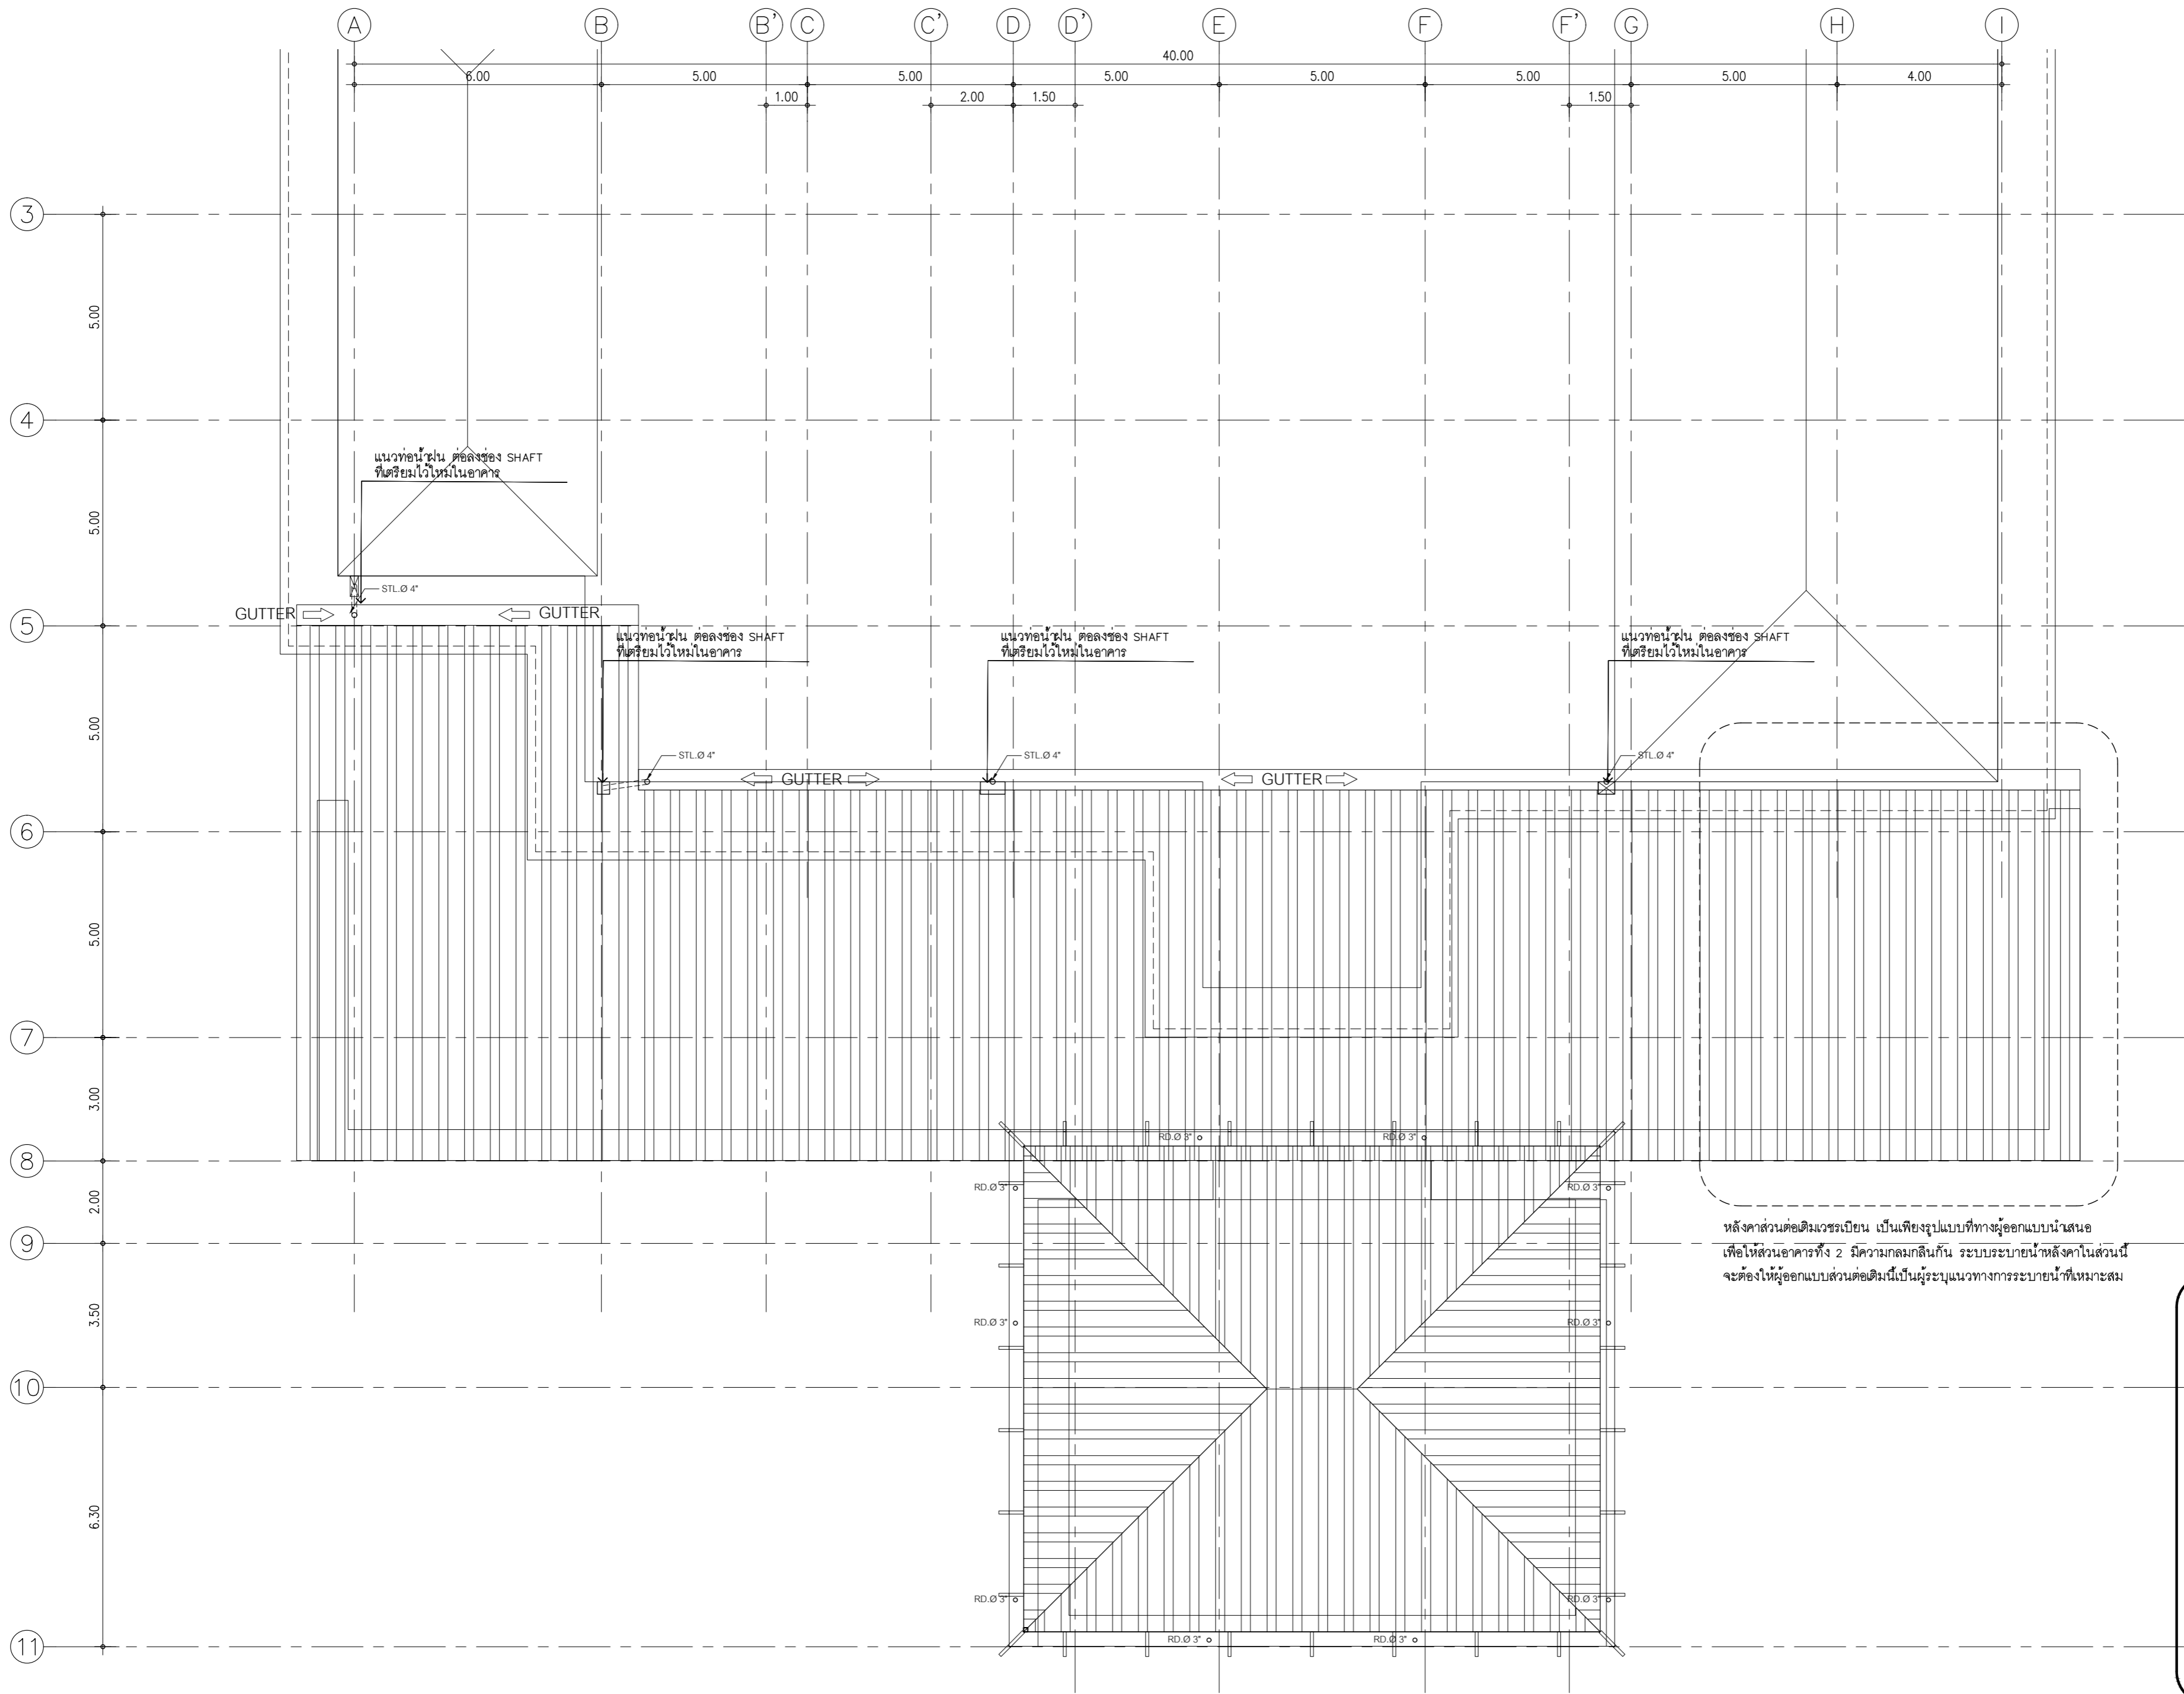 A B B' C C' D D' E F F' G H I
40.00
6.00 5.00 5.00 5.00 5.00 5.00 5.00 4.00
1.00 2.00 1.50 1.50
3
5.00
4
แนวท่อน้ำฝน ต่อลงช่อง SHAFT
ที่เตรียมไว้ใหม่ในอาคาร
5.00
STL.Ø 4"
GUTTER GUTTER
5
แนวท่อน้ำฝน ต่อลงช่อง SHAFT
ที่เตรียมไว้ใหม่ในอาคาร
แนวท่อน้ำฝน ต่อลงช่อง SHAFT
ที่เตรียมไว้ใหม่ในอาคาร
แนวท่อน้ำฝน ต่อลงช่อง SHAFT
ที่เตรียมไว้ใหม่ในอาคาร
5.00
STL.Ø 4" STL.Ø 4" STL.Ø 4"
GUTTER GUTTER
6
5.00
7
3.00
RD.Ø 3" RD.Ø 3"
8
RD.Ø 3" RD.Ø 3"
2.00
หลังคาส่วนต่อเติมเวชระเบียน เป็นเพียงรูปแบบที่ทางผู้ออกแบบนำเสนอ
9
เพื่อให้ส่วนอาคารทั้ง 2 มีความกลมกลืนกัน ระบบระบายน้ำหลังคาในส่วนนี้
จะต้องให้ผู้ออกแบบส่วนต่อเติมนี้เป็นผู้ระบุแนวทางการระบายน้ำที่เหมาะสม
3.50
RD.Ø 3" RD.Ø 3"
10
6.30
RD.Ø 3" RD.Ø 3"
RD.Ø 3" RD.Ø 3"
11